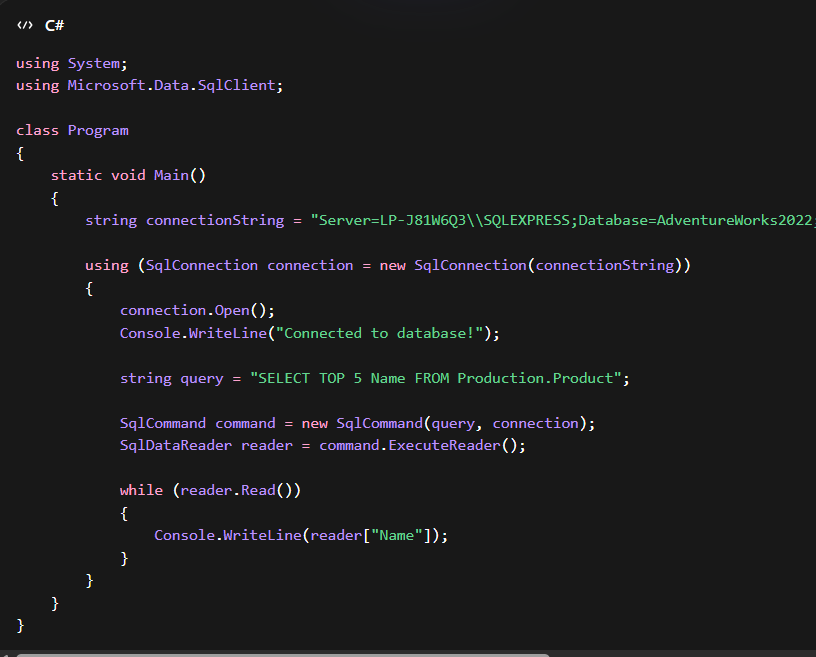 </> C#
using System;
using Microsoft.Data.SqlClient;
class Program
{
static void Main()
{
string connectionString = "Server=LP-J81W6Q3\\SQLEXPRESS;Database=AdventureWorks2022;
using (SqlConnection connection = new SqlConnection(connectionString))
{
connection.Open();
Console.WriteLine("Connected to database!");
string query = "SELECT TOP 5 Name FROM Production.Product";
SqlCommand command = new SqlCommand(query, connection);
SqlDataReader reader = command.ExecuteReader();
while (reader.Read())
{
Console.WriteLine(reader["Name"]);
}
}
}
}